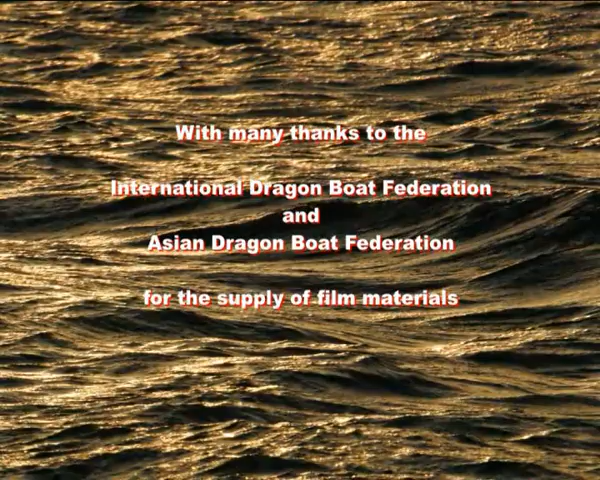 With many thanks to the
International Dragon Boat Federation
and
Asian Dragon Boat Federation
for the supply of film materials